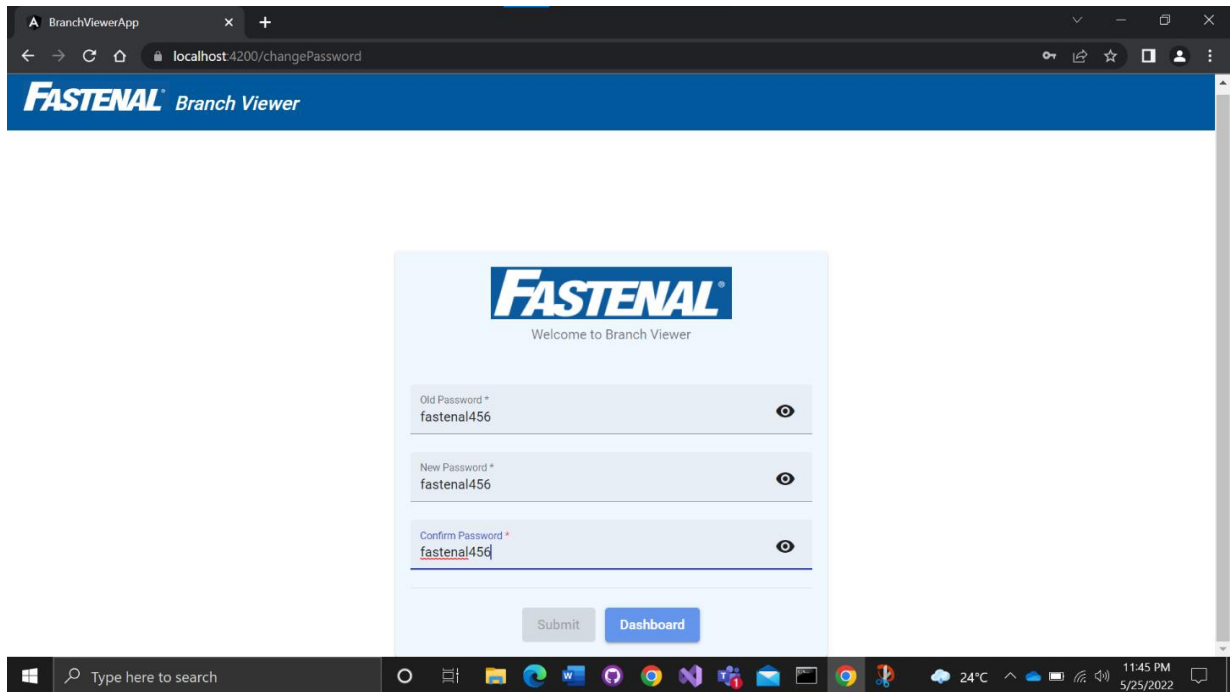 BranchViewerApp
localhost:4200/changePassword
FASTENAL® Branch Viewer
FASTENAL®
Welcome to Branch Viewer
Old Password *
fastenal456
New Password *
fastenal456
Confirm Password *
fastenal456
Submit Dashboard
Type here to search
24°C
11:45 PM
5/25/2022